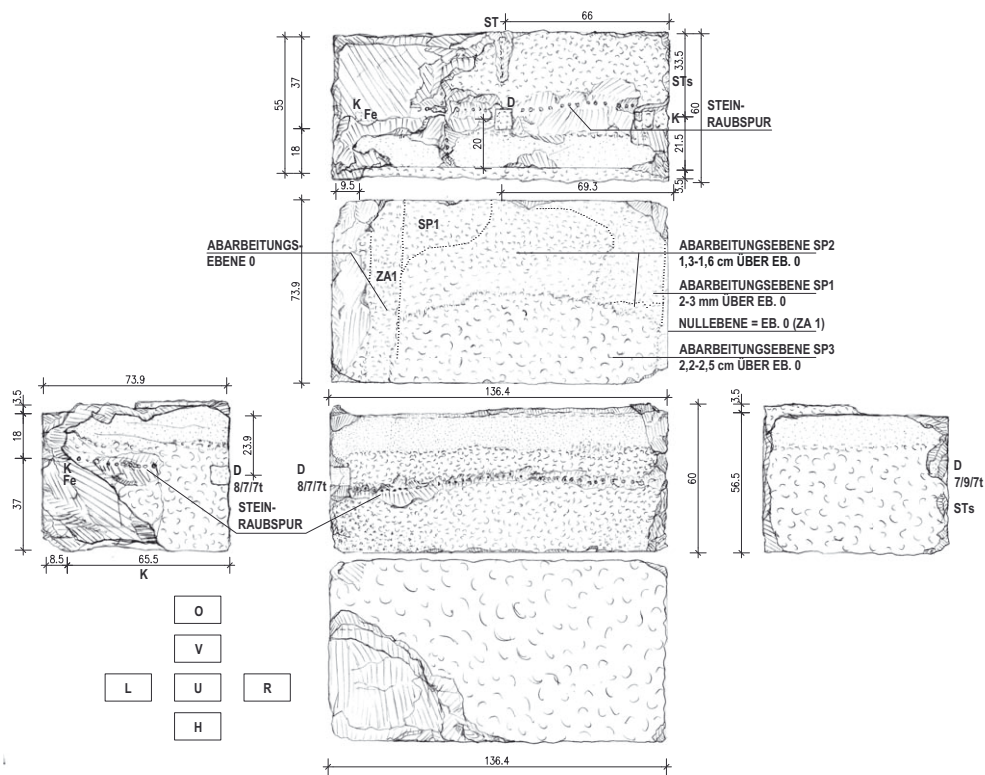 ST
66
55
37
18
K
Fe
D
20
33.5
STs
K
60
21.5
3.5
STEIN-
RAUBSPUR
9.5
69.3
SP1
ZA1
73.9
ABARBEITUNGS-
EBENE 0
ABARBEITUNGSEBENE SP2
1,3-1,6 cm ÜBER EB. 0
ABARBEITUNGSEBENE SP1
2-3 mm ÜBER EB. 0
NULLEBENE = EB. 0 (ZA 1)
ABARBEITUNGSEBENE SP3
2,2-2,5 cm ÜBER EB. 0
73.9
3.5
18
37
K
Fe
23.9
D
8/7/7t
STEIN-
RAUBSPUR
8.5
65.5
K
136.4
D
8/7/7t
60
3.5
56.5
D
7/9/7t
STs
O
V
L
U
R
H
136.4